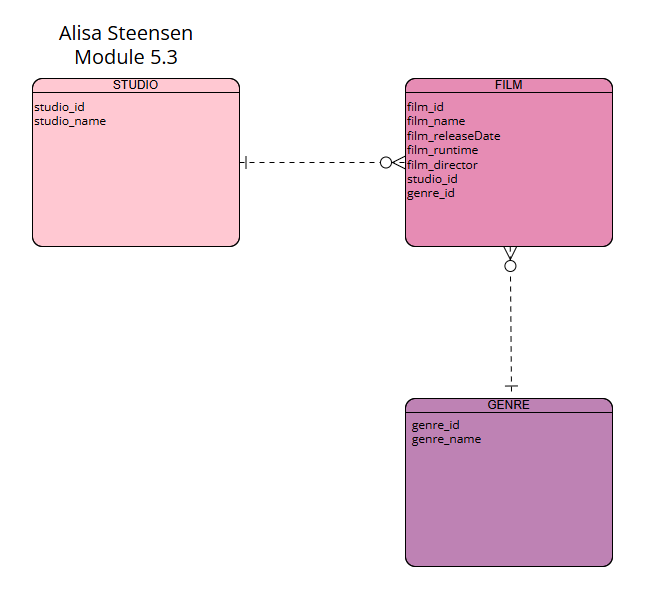 Alisa Steensen
Module 5.3
STUDIO
studio_id
studio_name
FILM
film_id
film_name
film_releaseDate
film_runtime
film_director
studio_id
genre_id
GENRE
genre_id
genre_name